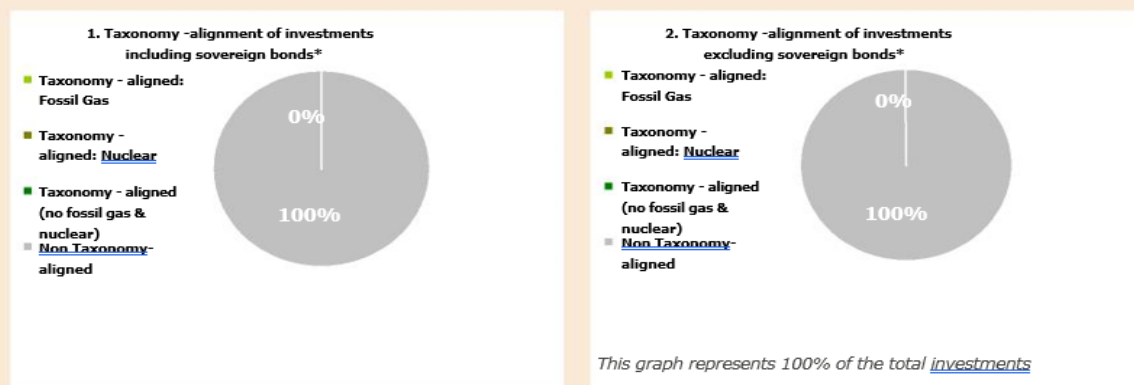 1. Taxonomy -alignment of investments
including sovereign bonds*
Taxonomy - aligned:
Fossil Gas
Taxonomy -
aligned: Nuclear
Taxonomy - aligned
(no fossil gas &
nuclear)
Non Taxonomy-
aligned
0%
100%
2. Taxonomy -alignment of investments
excluding sovereign bonds*
Taxonomy - aligned:
Fossil Gas
Taxonomy -
aligned: Nuclear
Taxonomy - aligned
(no fossil gas &
nuclear)
Non Taxonomy-
aligned
0%
100%
This graph represents 100% of the total investments